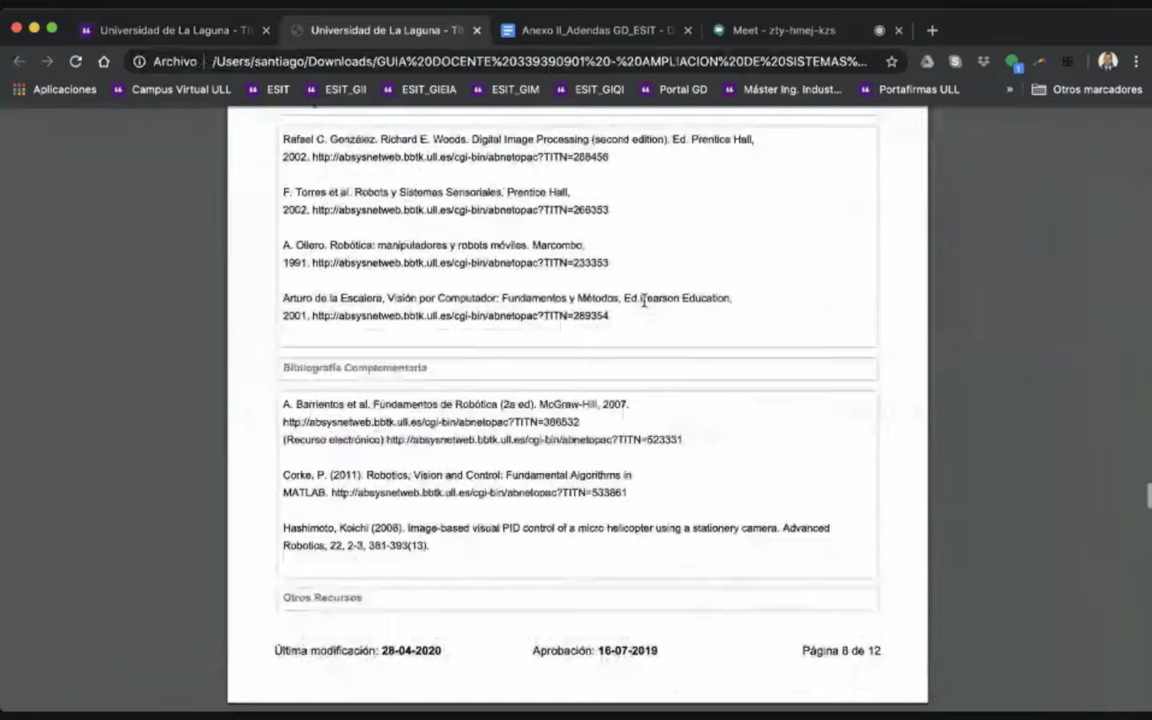 Universidad de La Laguna - Tít
Universidad de La Laguna - Tít
Anexo II_Adendas GD_ESIT - D
Meet - zty-hmej-kzs
Archivo
/Users/santiago/Downloads/GUIA%20DOCENTE%20339390901%20-%20AMPLIACION%20DE%20SISTEMAS%...
Aplicaciones
Campus Virtual ULL
ESIT
ESIT_GII
ESIT_GIEIA
ESIT_GIM
ESIT_GIQI
Portal GD
Máster Ing. Indust...
Portafirmas ULL
»
Otros marcadores
Rafael C. González. Richard E. Woods. Digital Image Processing (second edition). Ed. Prentice Hall,
2002. http://absysnetweb.bbtk.ull.es/cgi-bin/abnetopac?TITN=288456
F. Torres et al. Robots y Sistemas Sensoriales. Prentice Hall,
2002. http://absysnetweb.bbtk.ull.es/cgi-bin/abnetopac?TITN=266353
A. Ollero. Robótica: manipuladores y robots móviles. Marcombo,
1991. http://absysnetweb.bbtk.ull.es/cgi-bin/abnetopac?TITN=233353
Arturo de la Escalera, Visión por Computador: Fundamentos y Métodos, Ed.Pearson Education,
2001. http://absysnetweb.bbtk.ull.es/cgi-bin/abnetopac?TITN=289354
Bibliografía Complementaria
A. Barrientos et al. Fundamentos de Robótica (2a ed). McGraw-Hill, 2007.
http://absysnetweb.bbtk.ull.es/cgi-bin/abnetopac?TITN=386532
(Recurso electrónico) http://absysnetweb.bbtk.ull.es/cgi-bin/abnetopac?TITN=523331
Corke, P. (2011). Robotics, Vision and Control: Fundamental Algorithms in
MATLAB. http://absysnetweb.bbtk.ull.es/cgi-bin/abnetopac?TITN=533861
Hashimoto, Koichi (2008). Image-based visual PID control of a micro helicopter using a stationery camera. Advanced
Robotics, 22, 2-3, 381-393(13).
Otros Recursos
Última modificación: 28-04-2020
Aprobación: 16-07-2019
Página 8 de 12